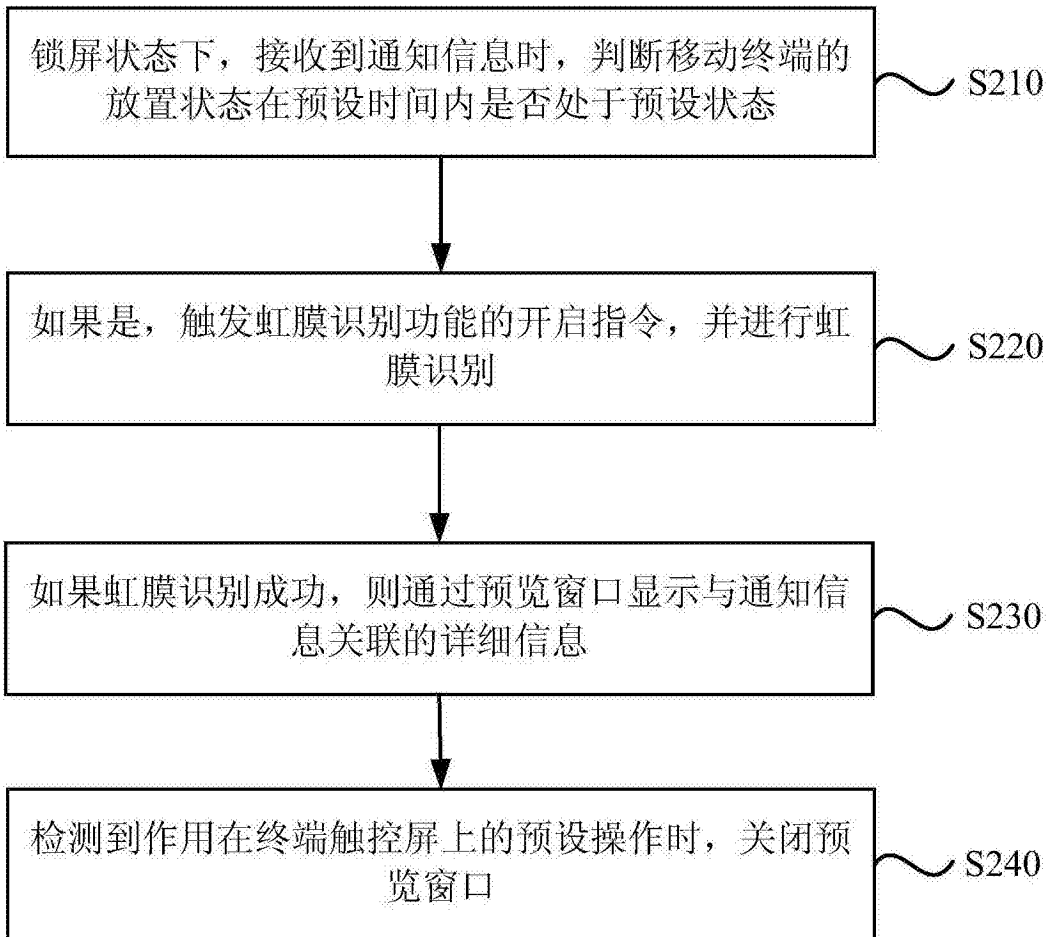 锁屏状态下，接收到通知信息时，判断移动终端的
放置状态在预设时间内是否处于预设状态
S210
如果是，触发虹膜识别功能的开启指令，并进行虹
膜识别
S220
如果虹膜识别成功，则通过预览窗口显示与通知信
息关联的详细信息
S230
检测到作用在终端触控屏上的预设操作时，关闭预
览窗口
S240